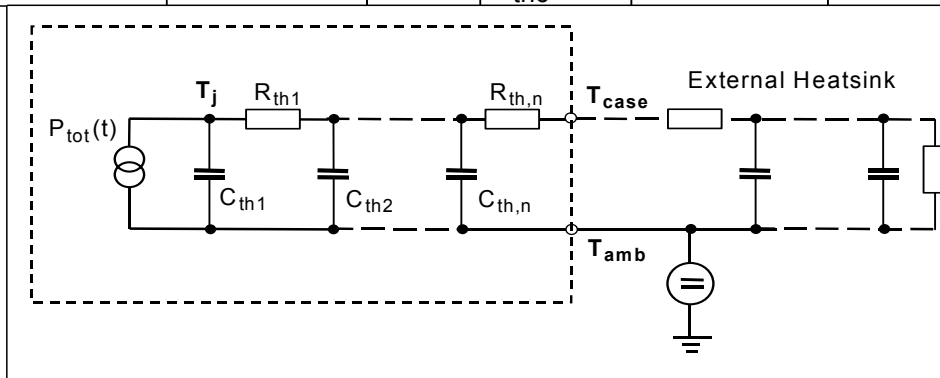 External Heatsink
T_j R_th1 R_th,n T_case
P_tot(t)
C_th1 C_th2 C_th,n
T_amb